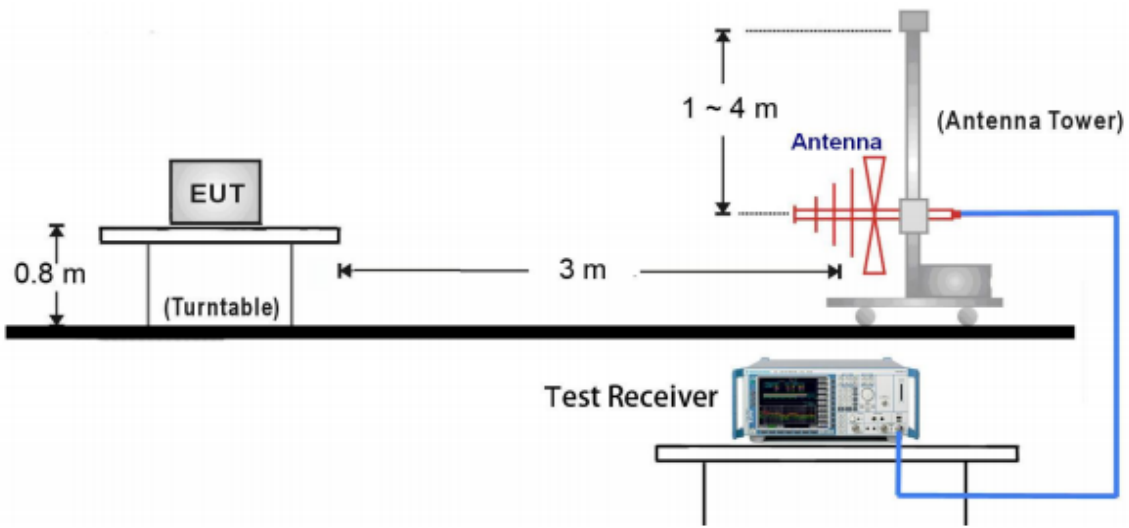 1 ~ 4 m
(Antenna Tower)
Antenna
EUT
0.8 m
3 m
(Turntable)
Test Receiver